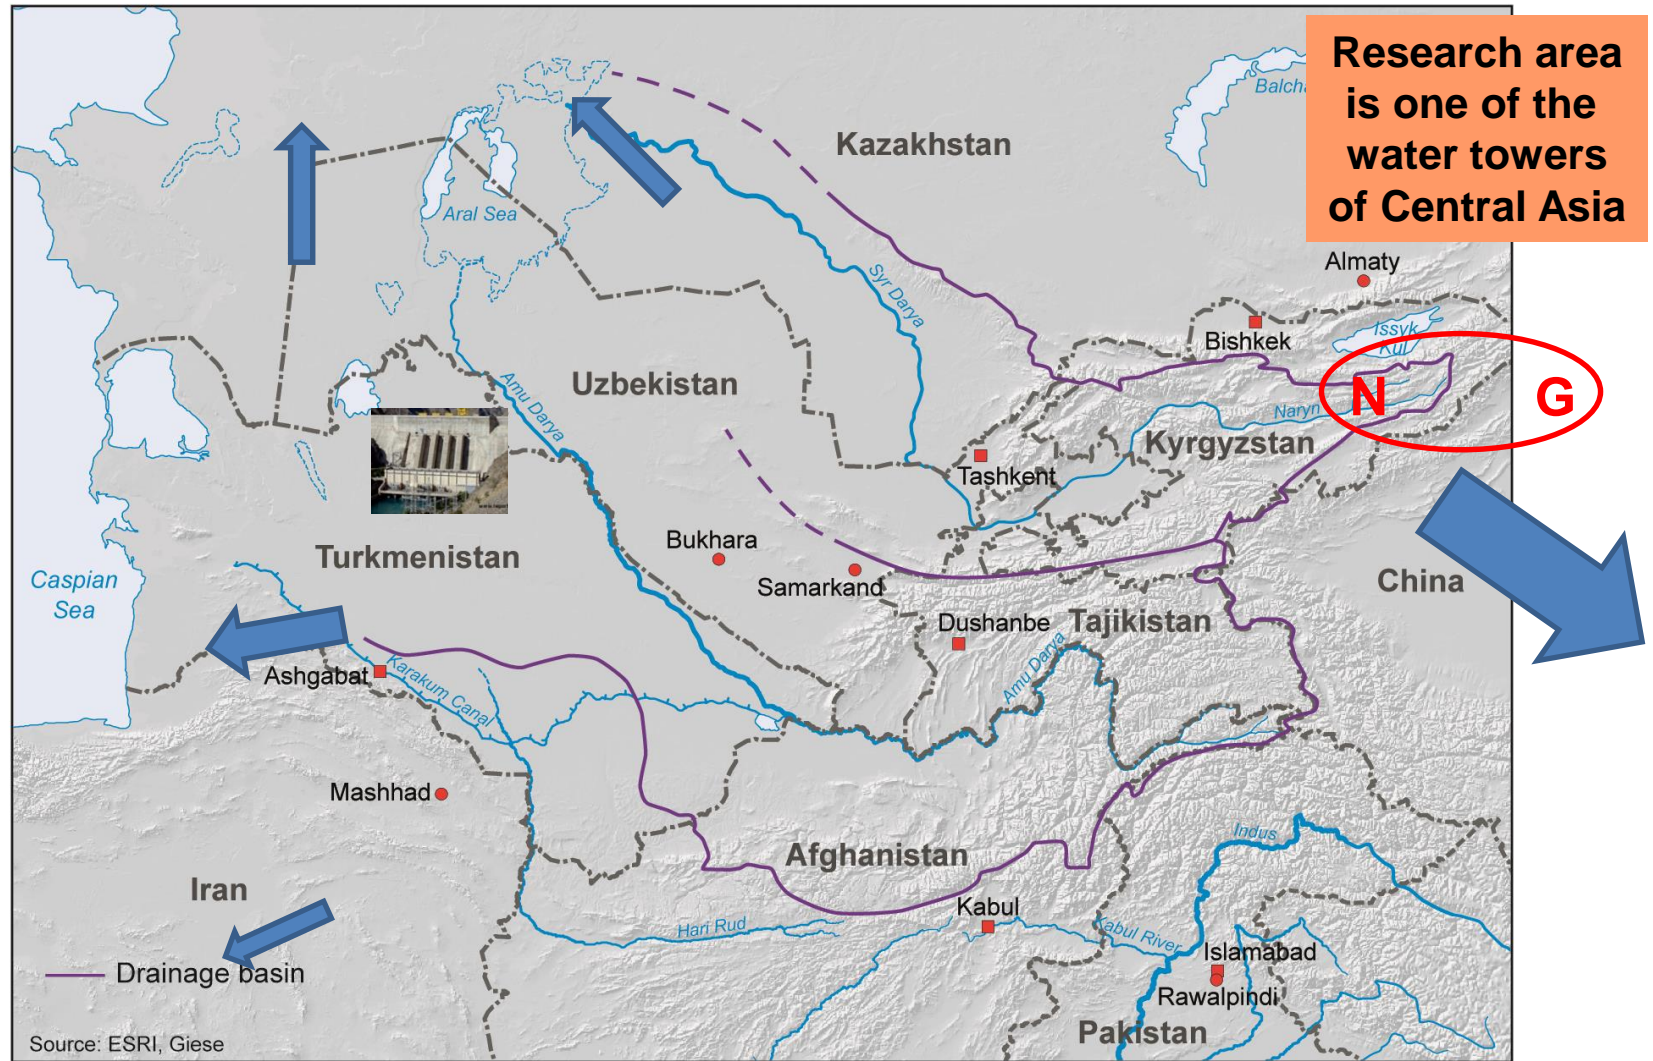 Research area
is one of the
water towers
of Central Asia
Kazakhstan
Aral Sea
Almaty
Syr Darya
Bishkek
Issyk
Kul
Uzbekistan
Amu Darya
N
G
Naryn
Kyrgyzstan
Tashkent
Bukhara
Turkmenistan
Samarkand
Caspian
Sea
China
Dushanbe
Tajikistan
Amu Darya
Ashgabat
Karakum Canal
Mashhad
Indus
Afghanistan
Iran
Kabul
Hari Rud
Kabul River
Islamabad
Drainage basin
Rawalpindi
Pakistan
Source: ESRI, Giese